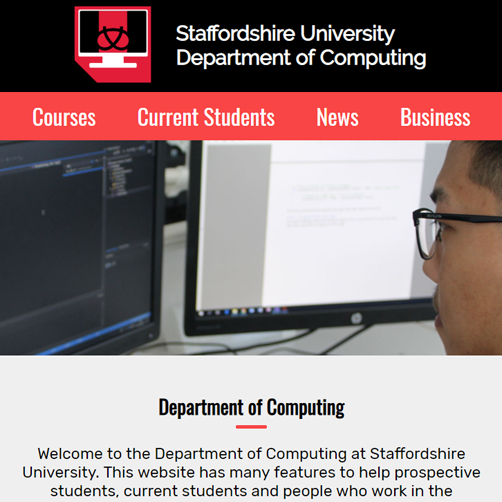 Staffordshire University
Department of Computing
Courses Current Students News Business
Department of Computing
Welcome to the Department of Computing at Staffordshire
University. This website has many features to help prospective
students, current students and people who work in the